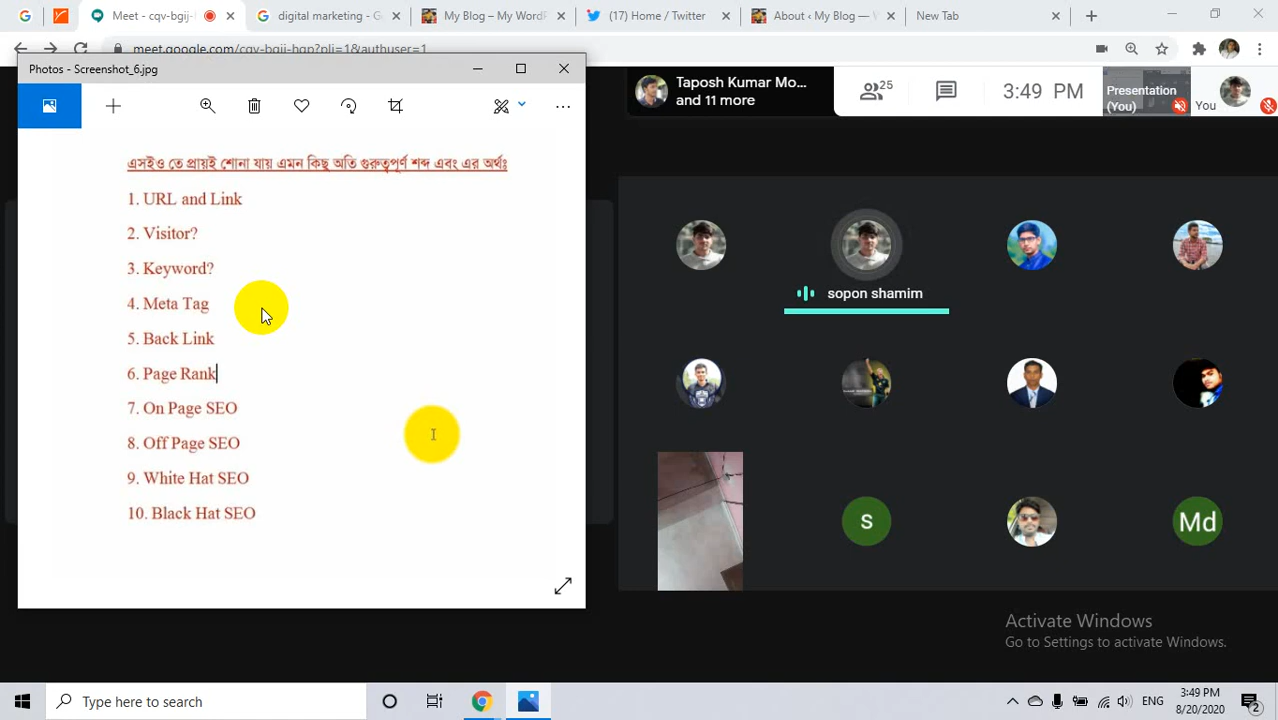 Meet - cqv-bgij-
digital marketing - G
My Blog – My WordP
(17) Home / Twitter
About ‹ My Blog —
New Tab
meet.google.com/cqv-bgij-hqp?pli=1&authuser=1
Photos - Screenshot_6.jpg
Taposh Kumar Mo...
and 11 more
25
3:49 PM
Presentation
(You)
You
এসইও তে প্রায়ই শোনা যায় এমন কিছু অতি গুরুত্বপূর্ণ শব্দ এবং এর অর্থঃ
1. URL and Link
2. Visitor?
3. Keyword?
4. Meta Tag
5. Back Link
6. Page Rank
7. On Page SEO
8. Off Page SEO
9. White Hat SEO
10. Black Hat SEO
sopon shamim
S
Md
Activate Windows
Go to Settings to activate Windows.
Type here to search
ENG
3:49 PM
8/20/2020
2